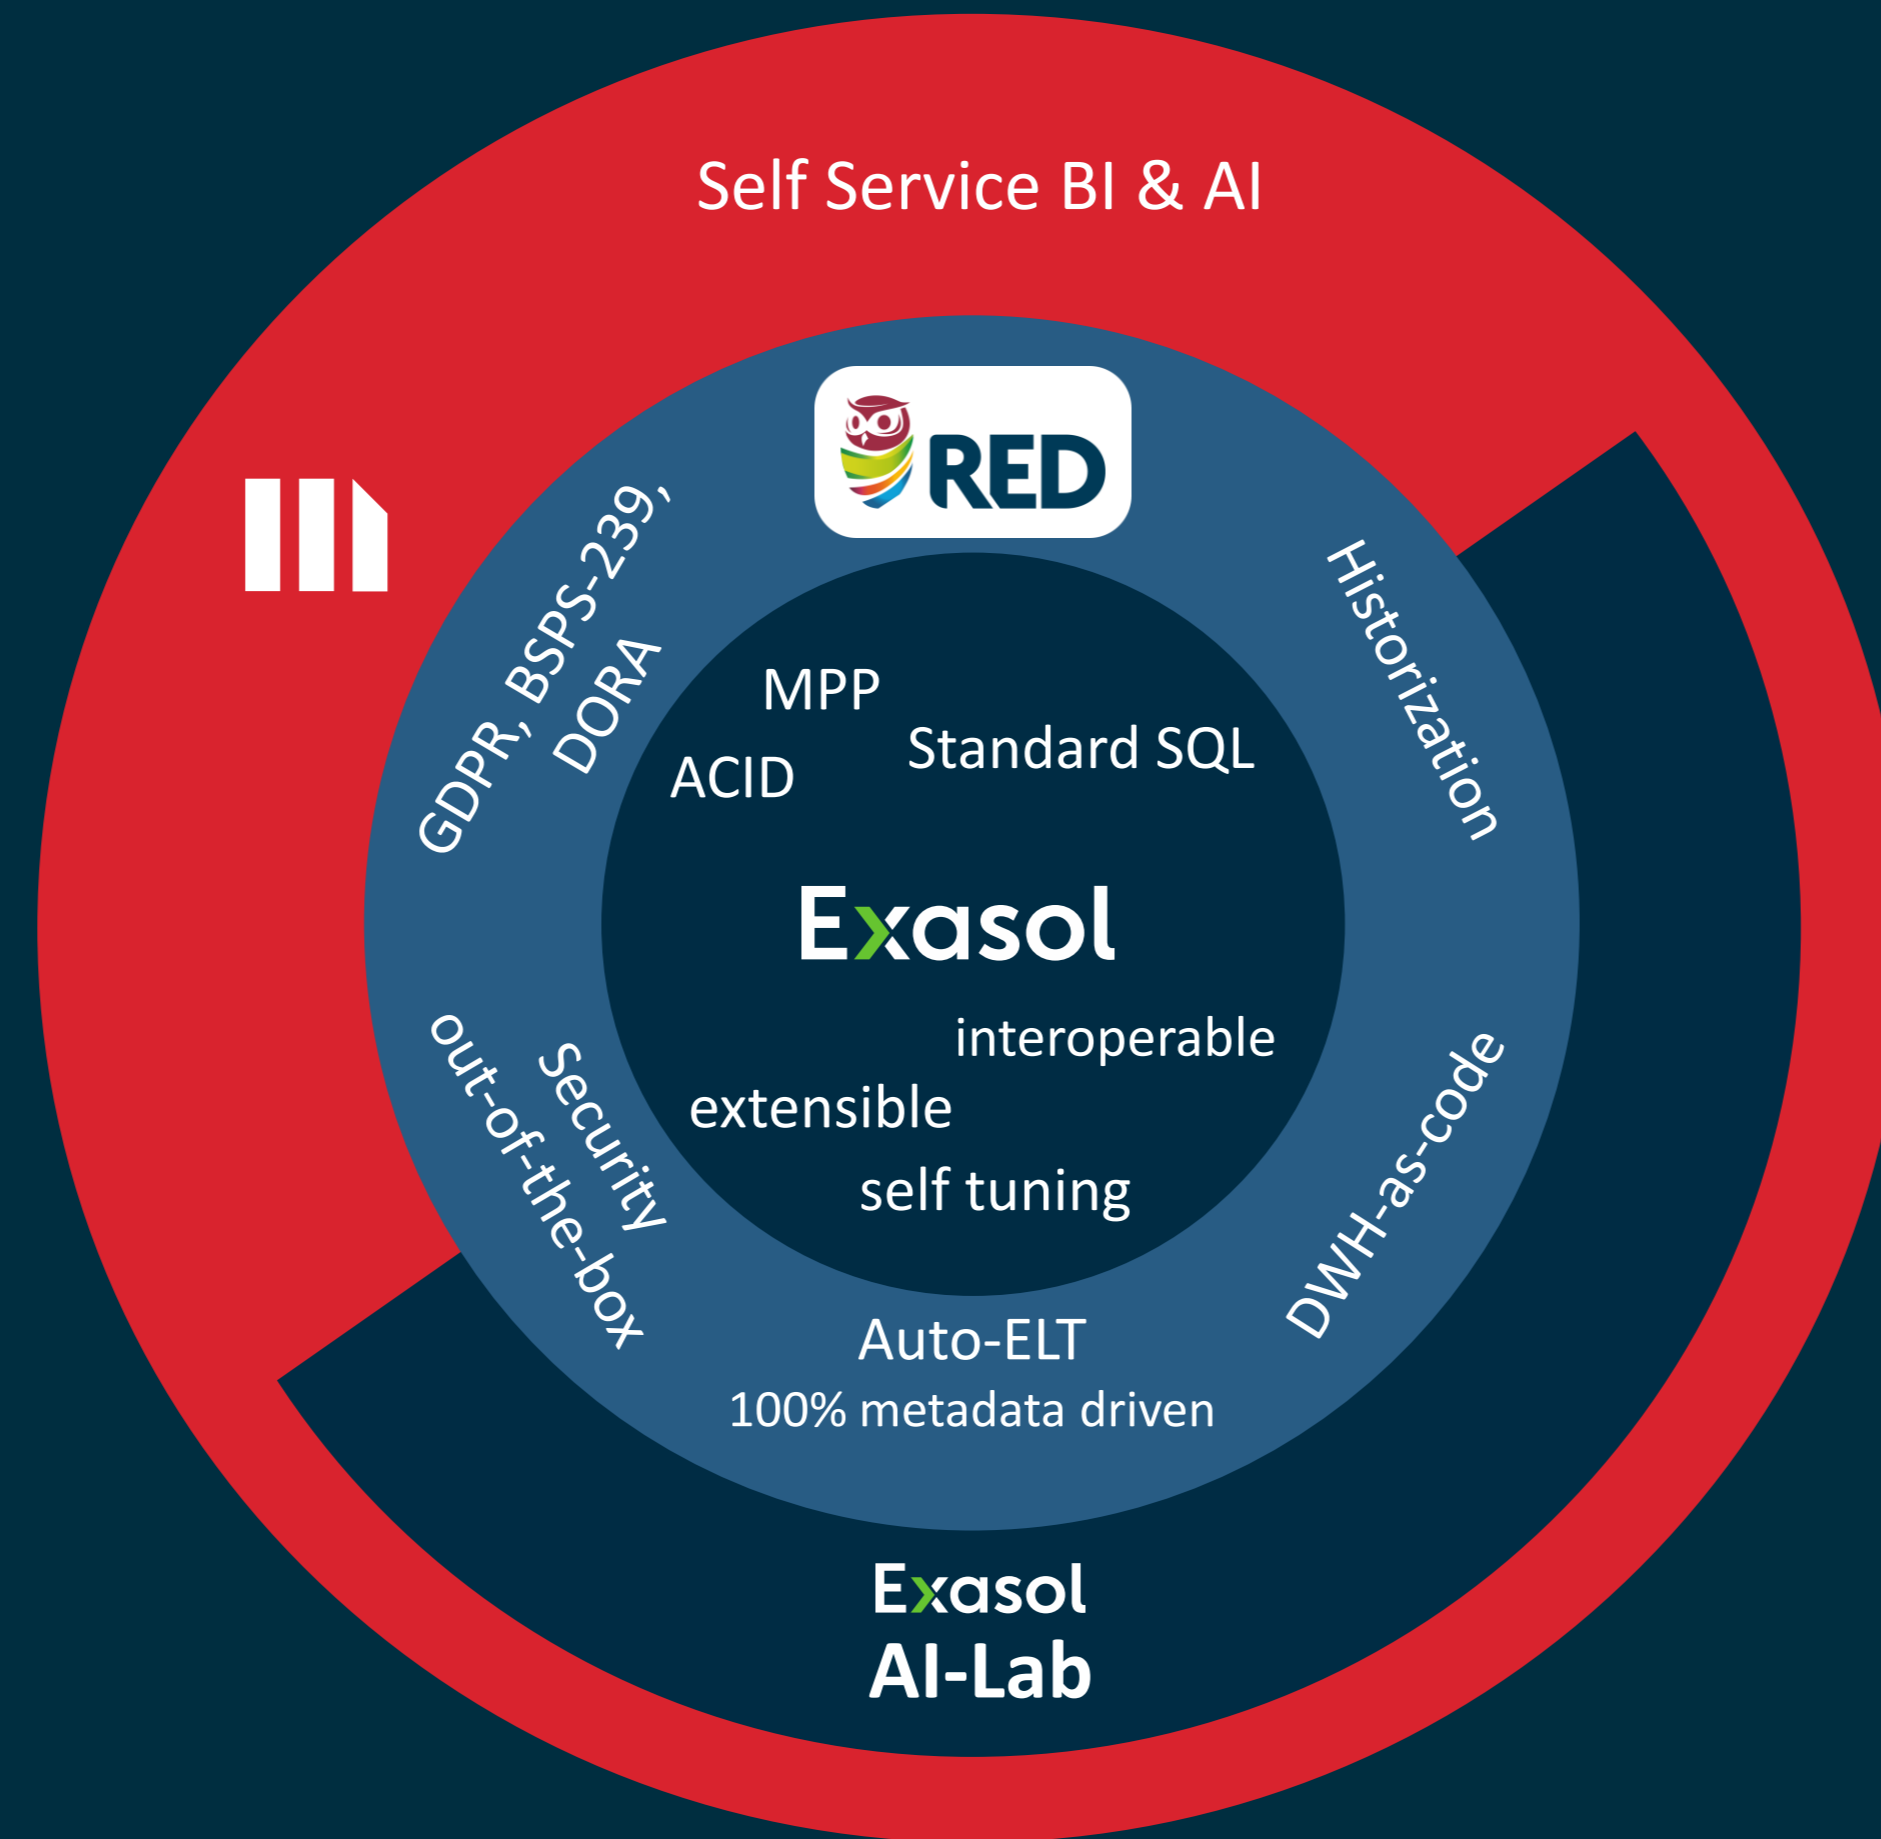 Self Service BI & AI
RED
GDPR, BSPS-239,
DORA
Historization
MPP
Standard SQL
ACID
Exasol
interoperable
extensible
self tuning
Security
out-of-the-box
DWH-as-code
Auto-ELT
100% metadata driven
Exasol
AI-Lab